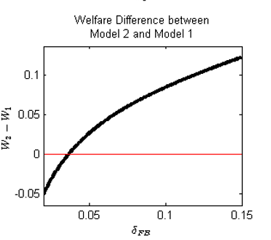 Welfare Difference between
Model 2 and Model 1
W₂ − W₁
0.1
0.05
0
-0.05
0.05
0.1
0.15
δ_FB